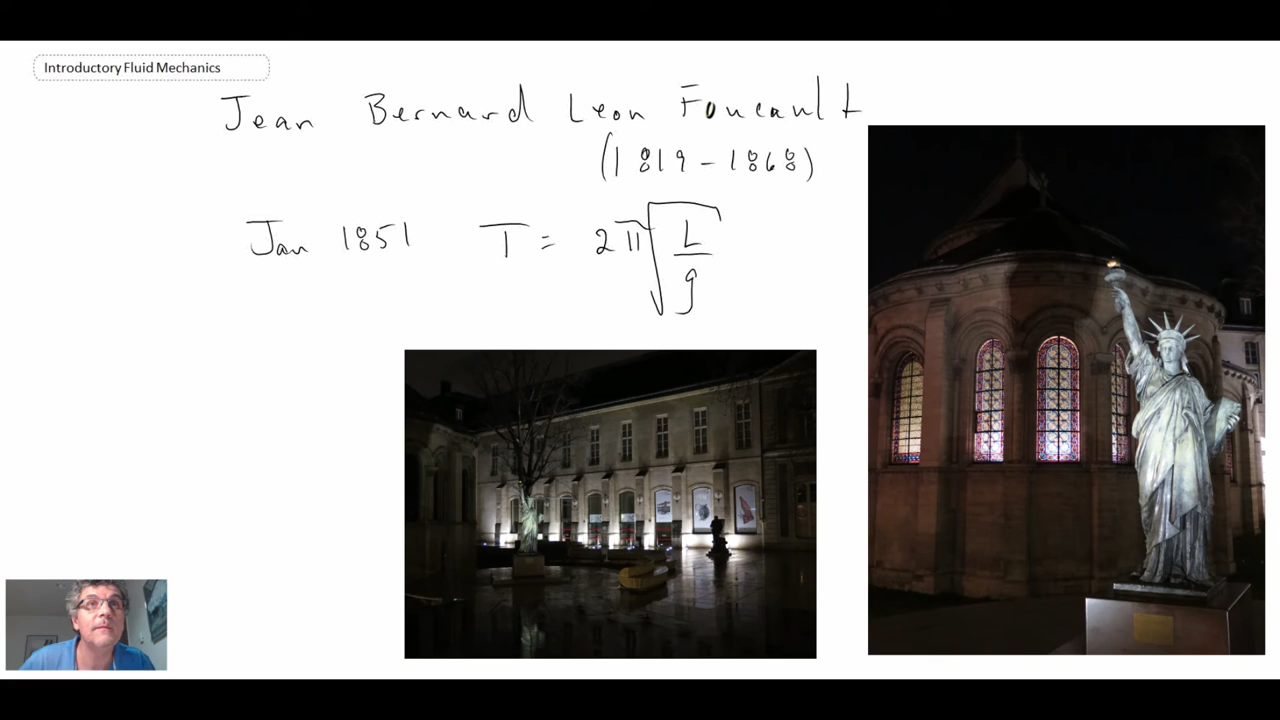 Introductory Fluid Mechanics
Jean Bernard Leon Foucault
(1819 - 1868)
Jan 1851 T = 2π√(L/g)